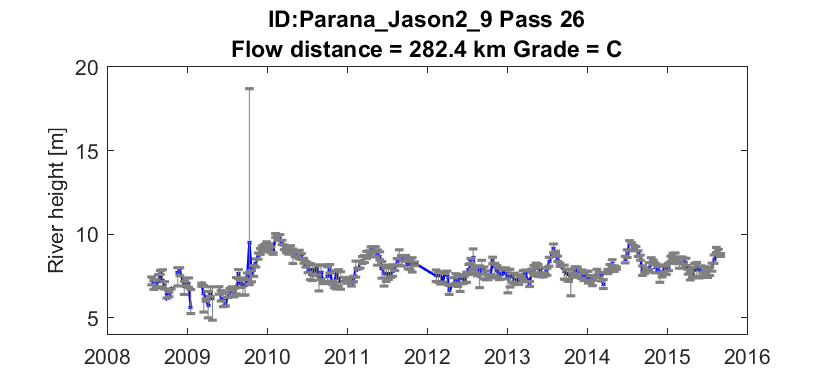 ID:Parana_Jason2_9 Pass 26
Flow distance = 282.4 km Grade = C
River height [m]
20
15
10
5
2008 2009 2010 2011 2012 2013 2014 2015 2016